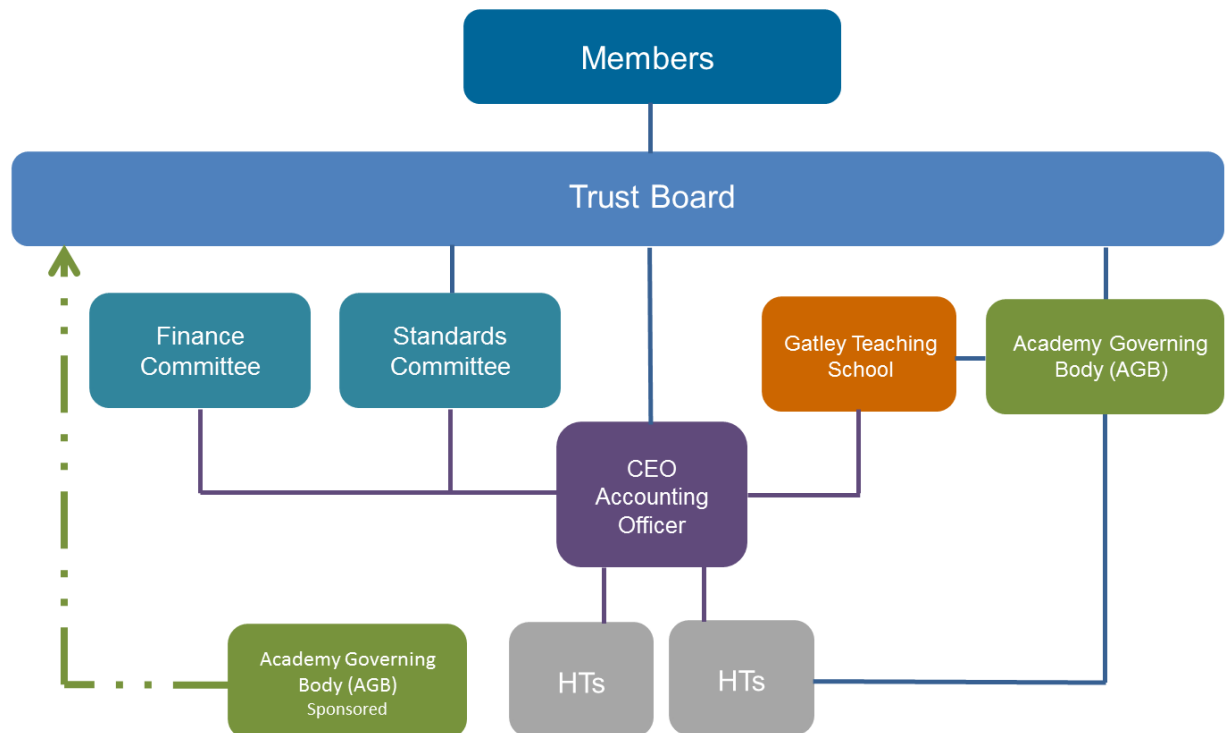 Members
Trust Board
Finance
Committee
Standards
Committee
Gatley Teaching
School
Academy Governing
Body (AGB)
CEO
Accounting
Officer
Academy Governing
Body (AGB)
Sponsored
HTs
HTs